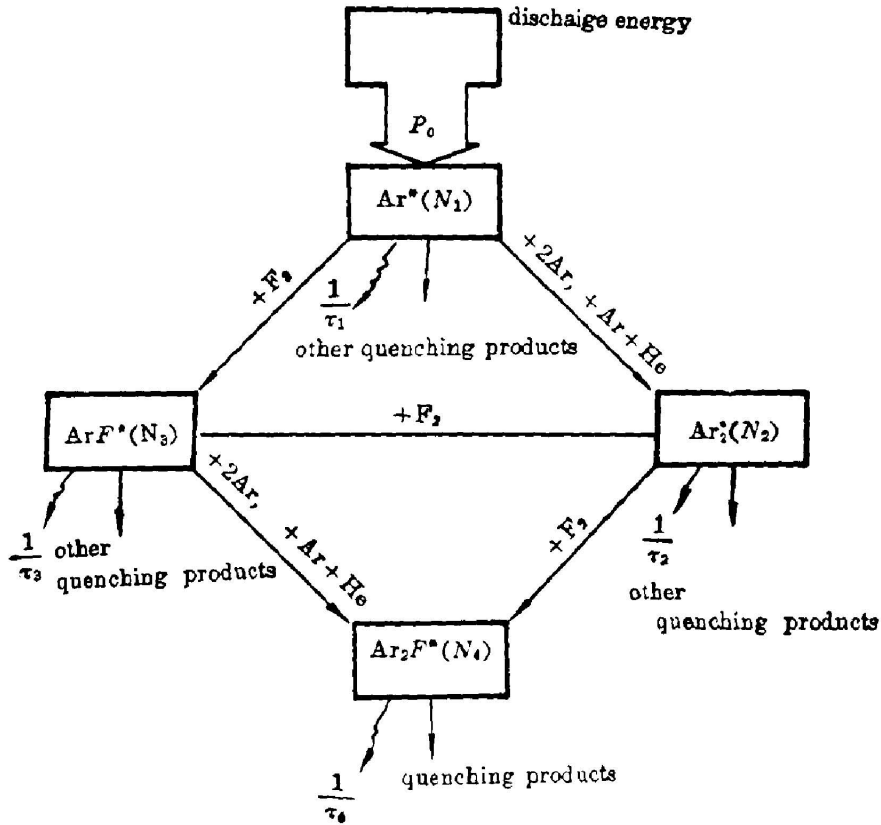 dischaige energy
P₀
Ar*(N₁)
+F₂
+2Ar, +Ar+He
1/τ₁
other quenching products
ArF*(N₃)
+F₂
Ar₂*(N₂)
+2Ar, +Ar+He
+F₂
1/τ₃
other
quenching products
1/τ₂
other
quenching prodncts
Ar₂F*(N₄)
1/τ₄
quenching products